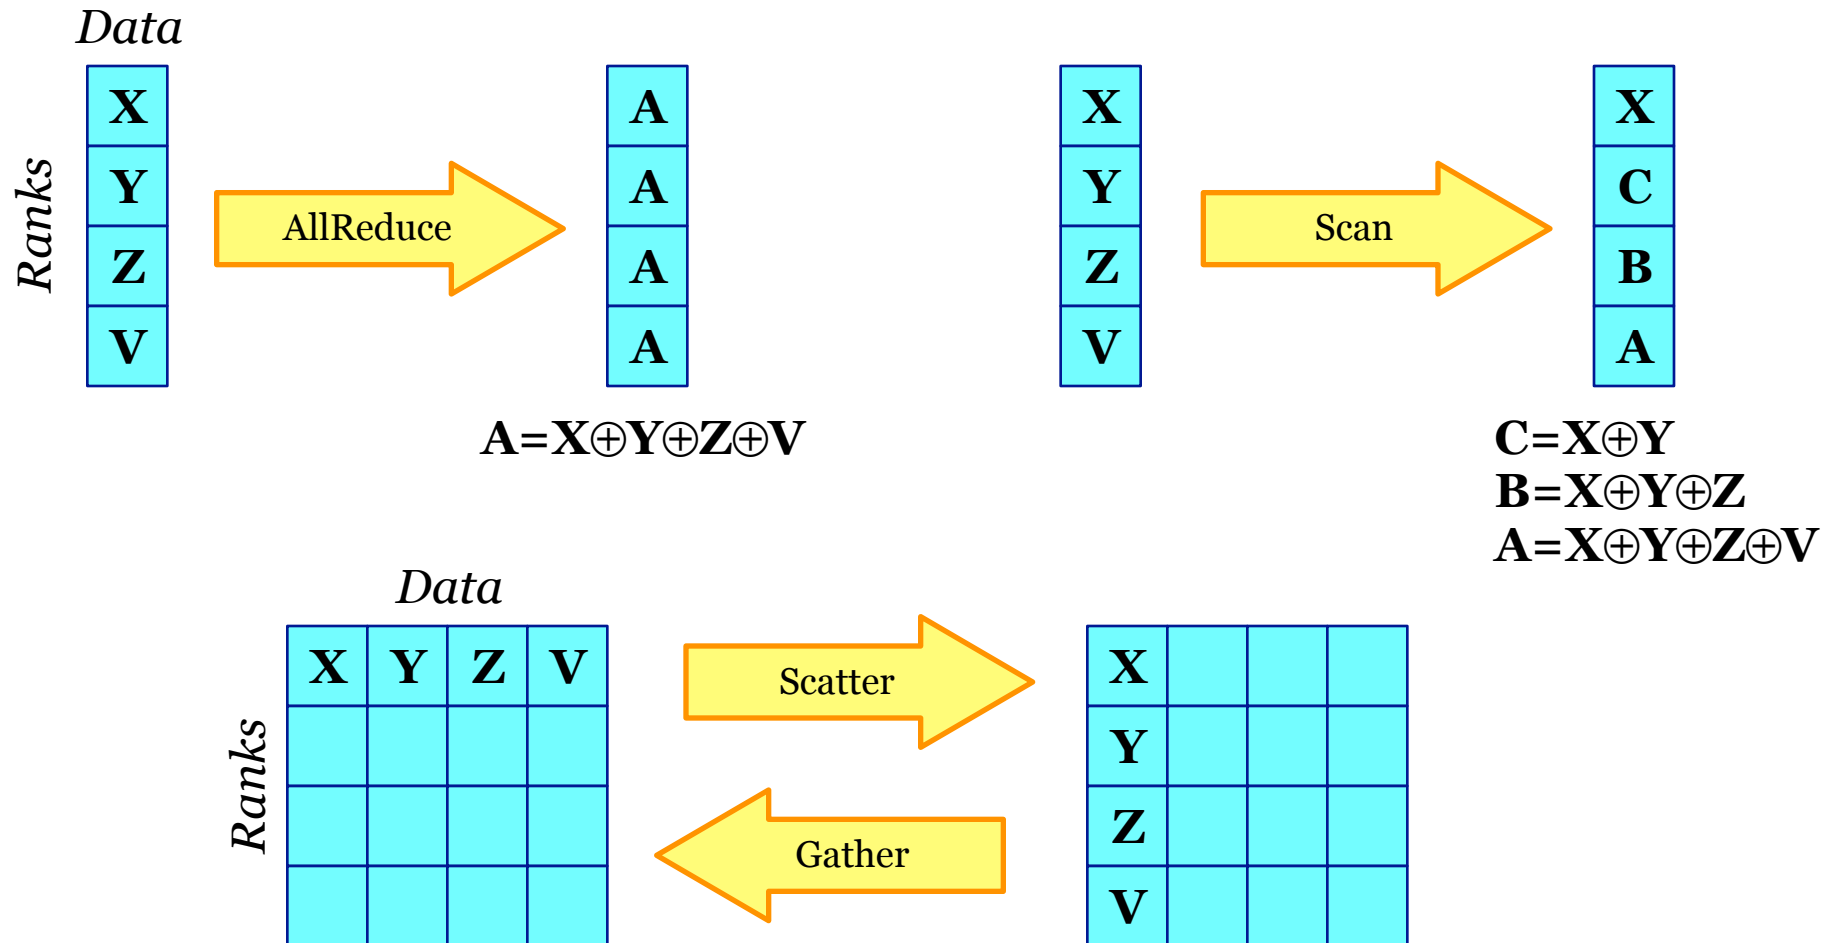 Data
Ranks
X
Y
Z
V
AllReduce
A
A
A
A
A=X⊕Y⊕Z⊕V
X
Y
Z
V
Scan
X
C
B
A
C=X⊕Y
B=X⊕Y⊕Z
A=X⊕Y⊕Z⊕V
Data
Ranks
X Y Z V
Scatter
Gather
X
Y
Z
V